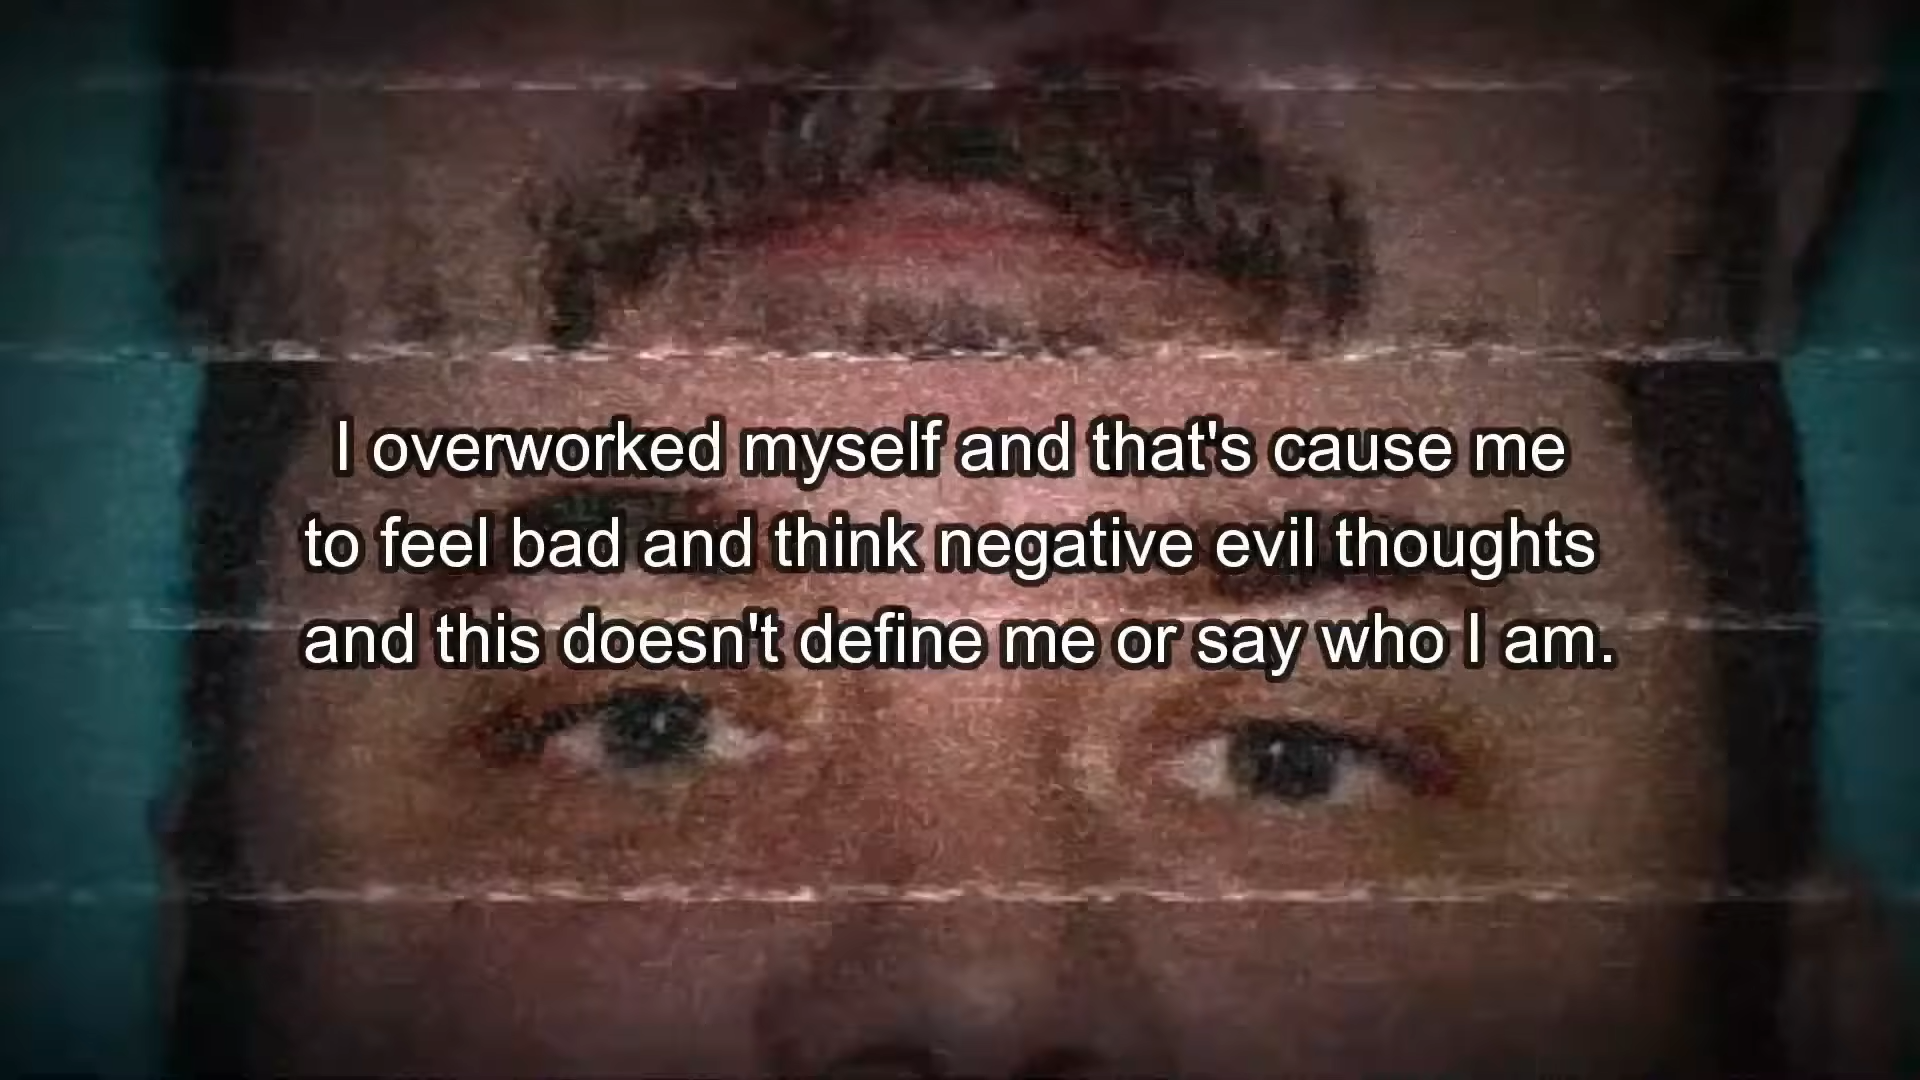 I overworked myself and that's cause me
to feel bad and think negative evil thoughts
and this doesn't define me or say who I am.